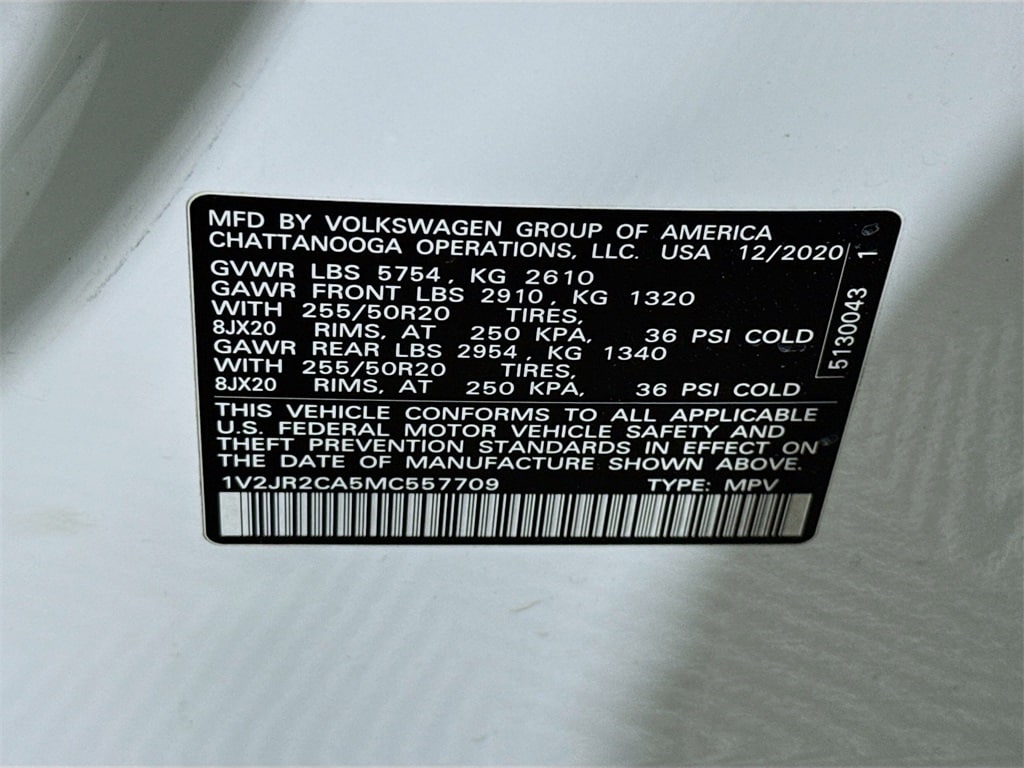 MFD BY VOLKSWAGEN GROUP OF AMERICA
CHATTANOOGA OPERATIONS, LLC. USA 12/2020
GVWR LBS 5754, KG 2610
GAWR FRONT LBS 2910, KG 1320
WITH 255/50R20 TIRES,
8JX20 RIMS, AT 250 KPA, 36 PSI COLD
GAWR REAR LBS 2954, KG 1340
WITH 255/50R20 TIRES,
8JX20 RIMS, AT 250 KPA, 36 PSI COLD
THIS VEHICLE CONFORMS TO ALL APPLICABLE
U.S. FEDERAL MOTOR VEHICLE SAFETY AND
THEFT PREVENTION STANDARDS IN EFFECT ON
THE DATE OF MANUFACTURE SHOWN ABOVE.
1V2JR2CA5MC557709 TYPE: MPV
5130043 1